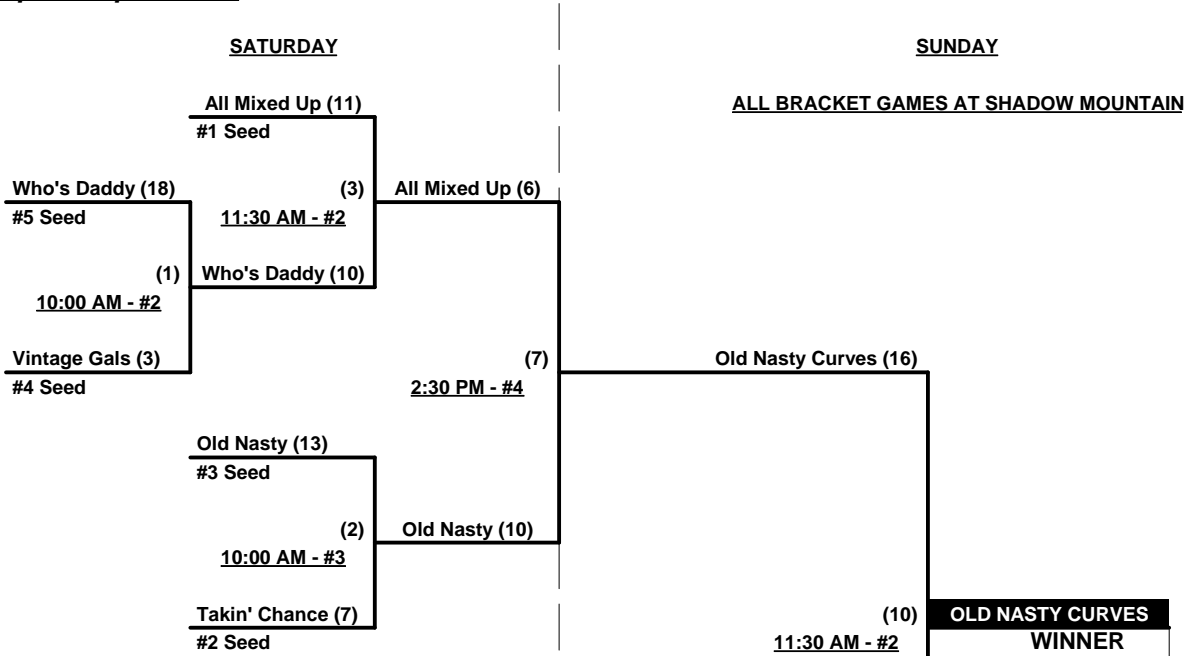 SATURDAY
SUNDAY
All Mixed Up (11)
ALL BRACKET GAMES AT SHADOW MOUNTAIN
#1 Seed
Who's Daddy (18)
(3)
All Mixed Up (6)
#5 Seed
11:30 AM - #2
(1)
Who's Daddy (10)
10:00 AM - #2
Vintage Gals (3)
(7)
Old Nasty Curves (16)
#4 Seed
2:30 PM - #4
Old Nasty (13)
#3 Seed
(2)
Old Nasty (10)
10:00 AM - #3
Takin' Chance (7)
(10)
OLD NASTY CURVES
#2 Seed
11:30 AM - #2
WINNER